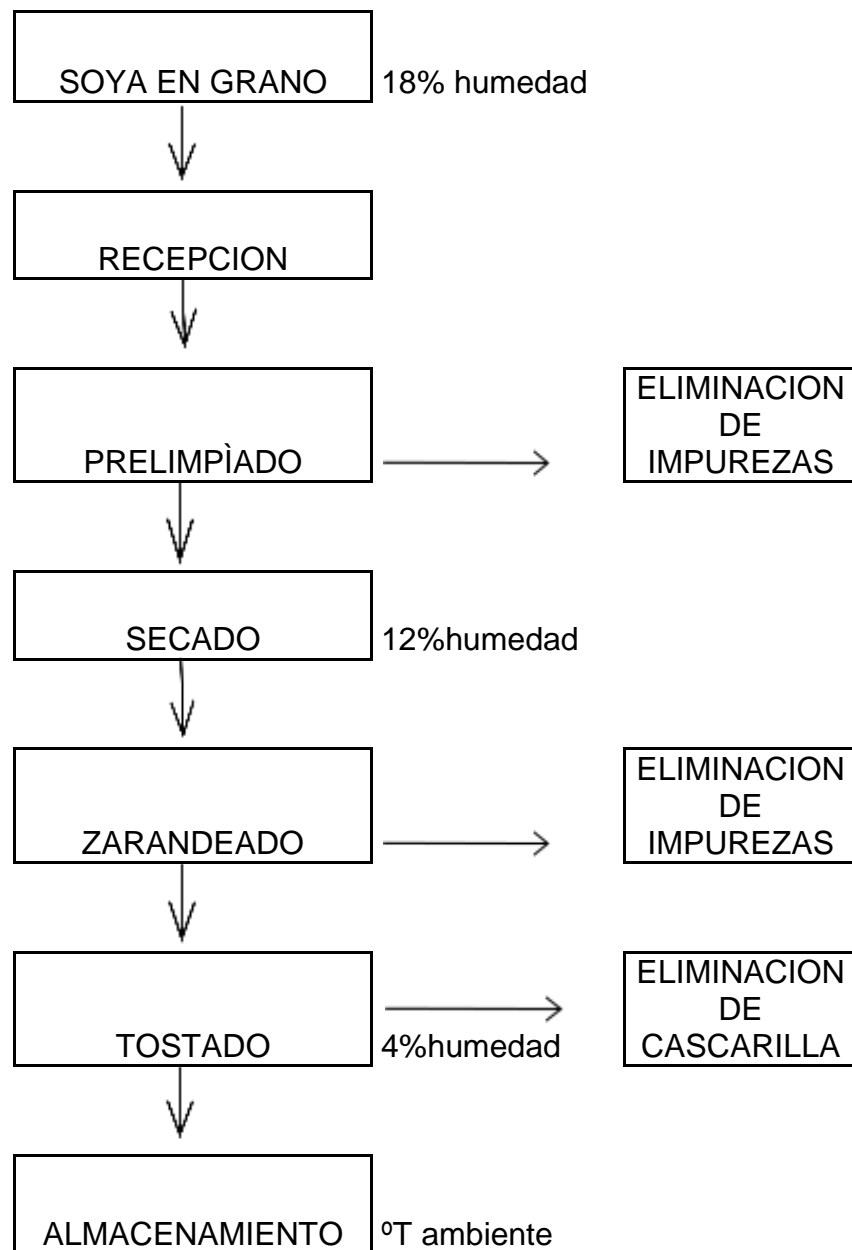 SOYA EN GRANO 18% humedad
RECEPCION
ELIMINACION
DE
PRELIMPÌADO IMPUREZAS
SECADO 12%humedad
ELIMINACION
DE
ZARANDEADO IMPUREZAS
ELIMINACION
DE
TOSTADO 4%humedad CASCARILLA
ALMACENAMIENTO ºT ambiente